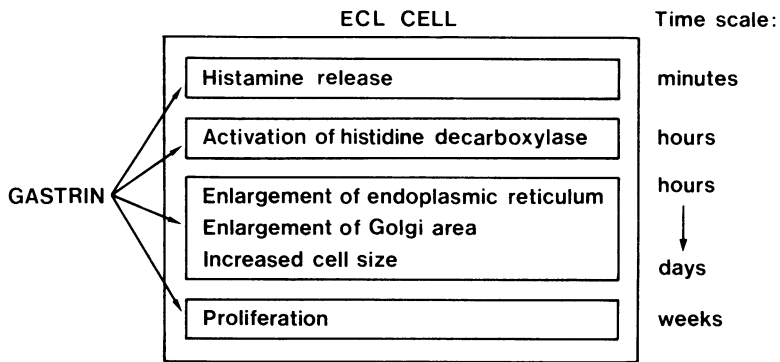 ECL CELL Time scale:
Histamine release minutes
Activation of histidine decarboxylase hours
GASTRIN
Enlargement of endoplasmic reticulum hours
Enlargement of Golgi area
Increased cell size days
Proliferation weeks